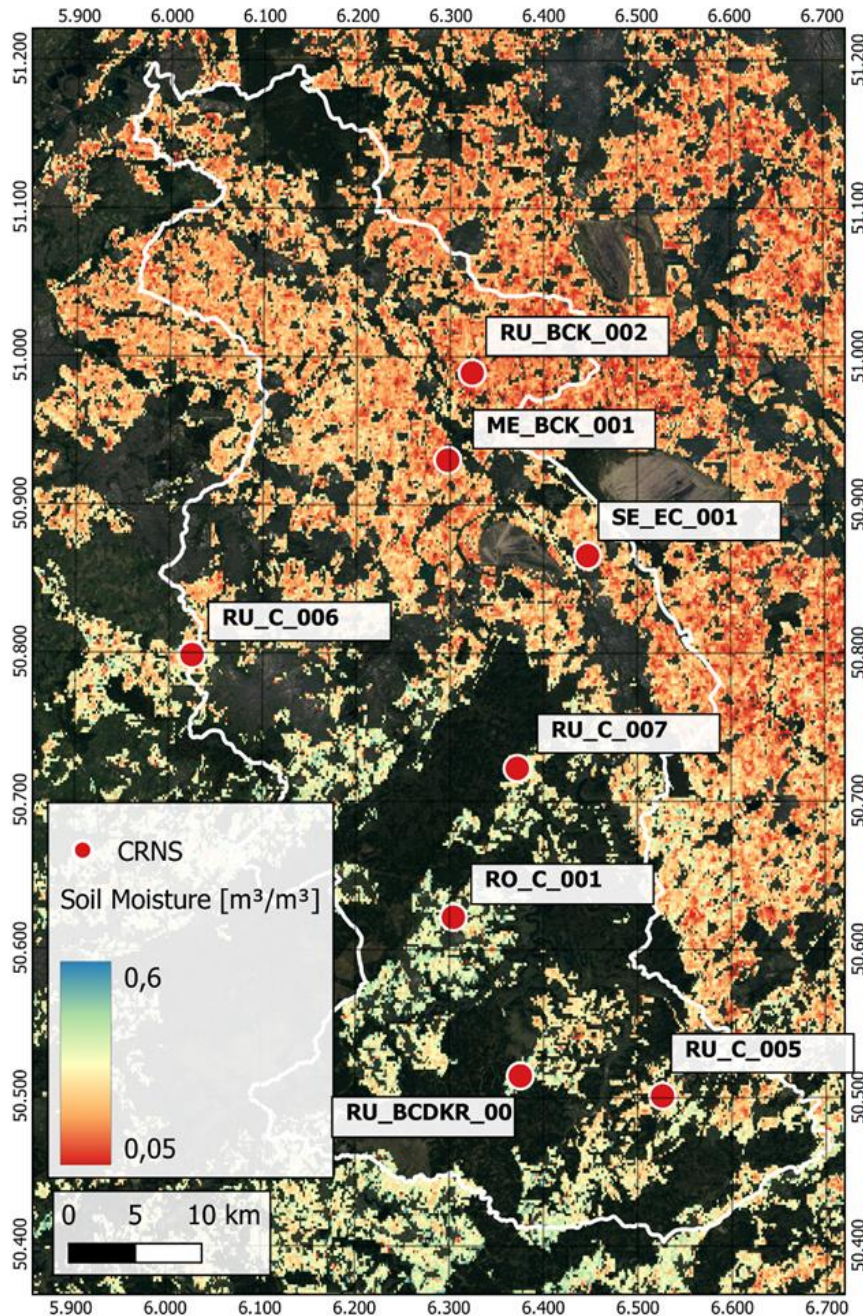 5.900 6.000 6.100 6.200 6.300 6.400 6.500 6.600 6.700
51.200 51.200
51.100 51.100
RU_BCK_002
51.000 51.000
ME_BCK_001
50.900 50.900
SE_EC_001
RU_C_006
50.800 50.800
RU_C_007
50.700 50.700
CRNS
Soil Moisture [m³/m³]
RO_C_001
0,6
50.600 50.600
RU_C_005
50.500 50.500
RU_BCDKR_00
0,05
0 5 10 km
50.400 50.400
5.900 6.000 6.100 6.200 6.300 6.400 6.500 6.600 6.700